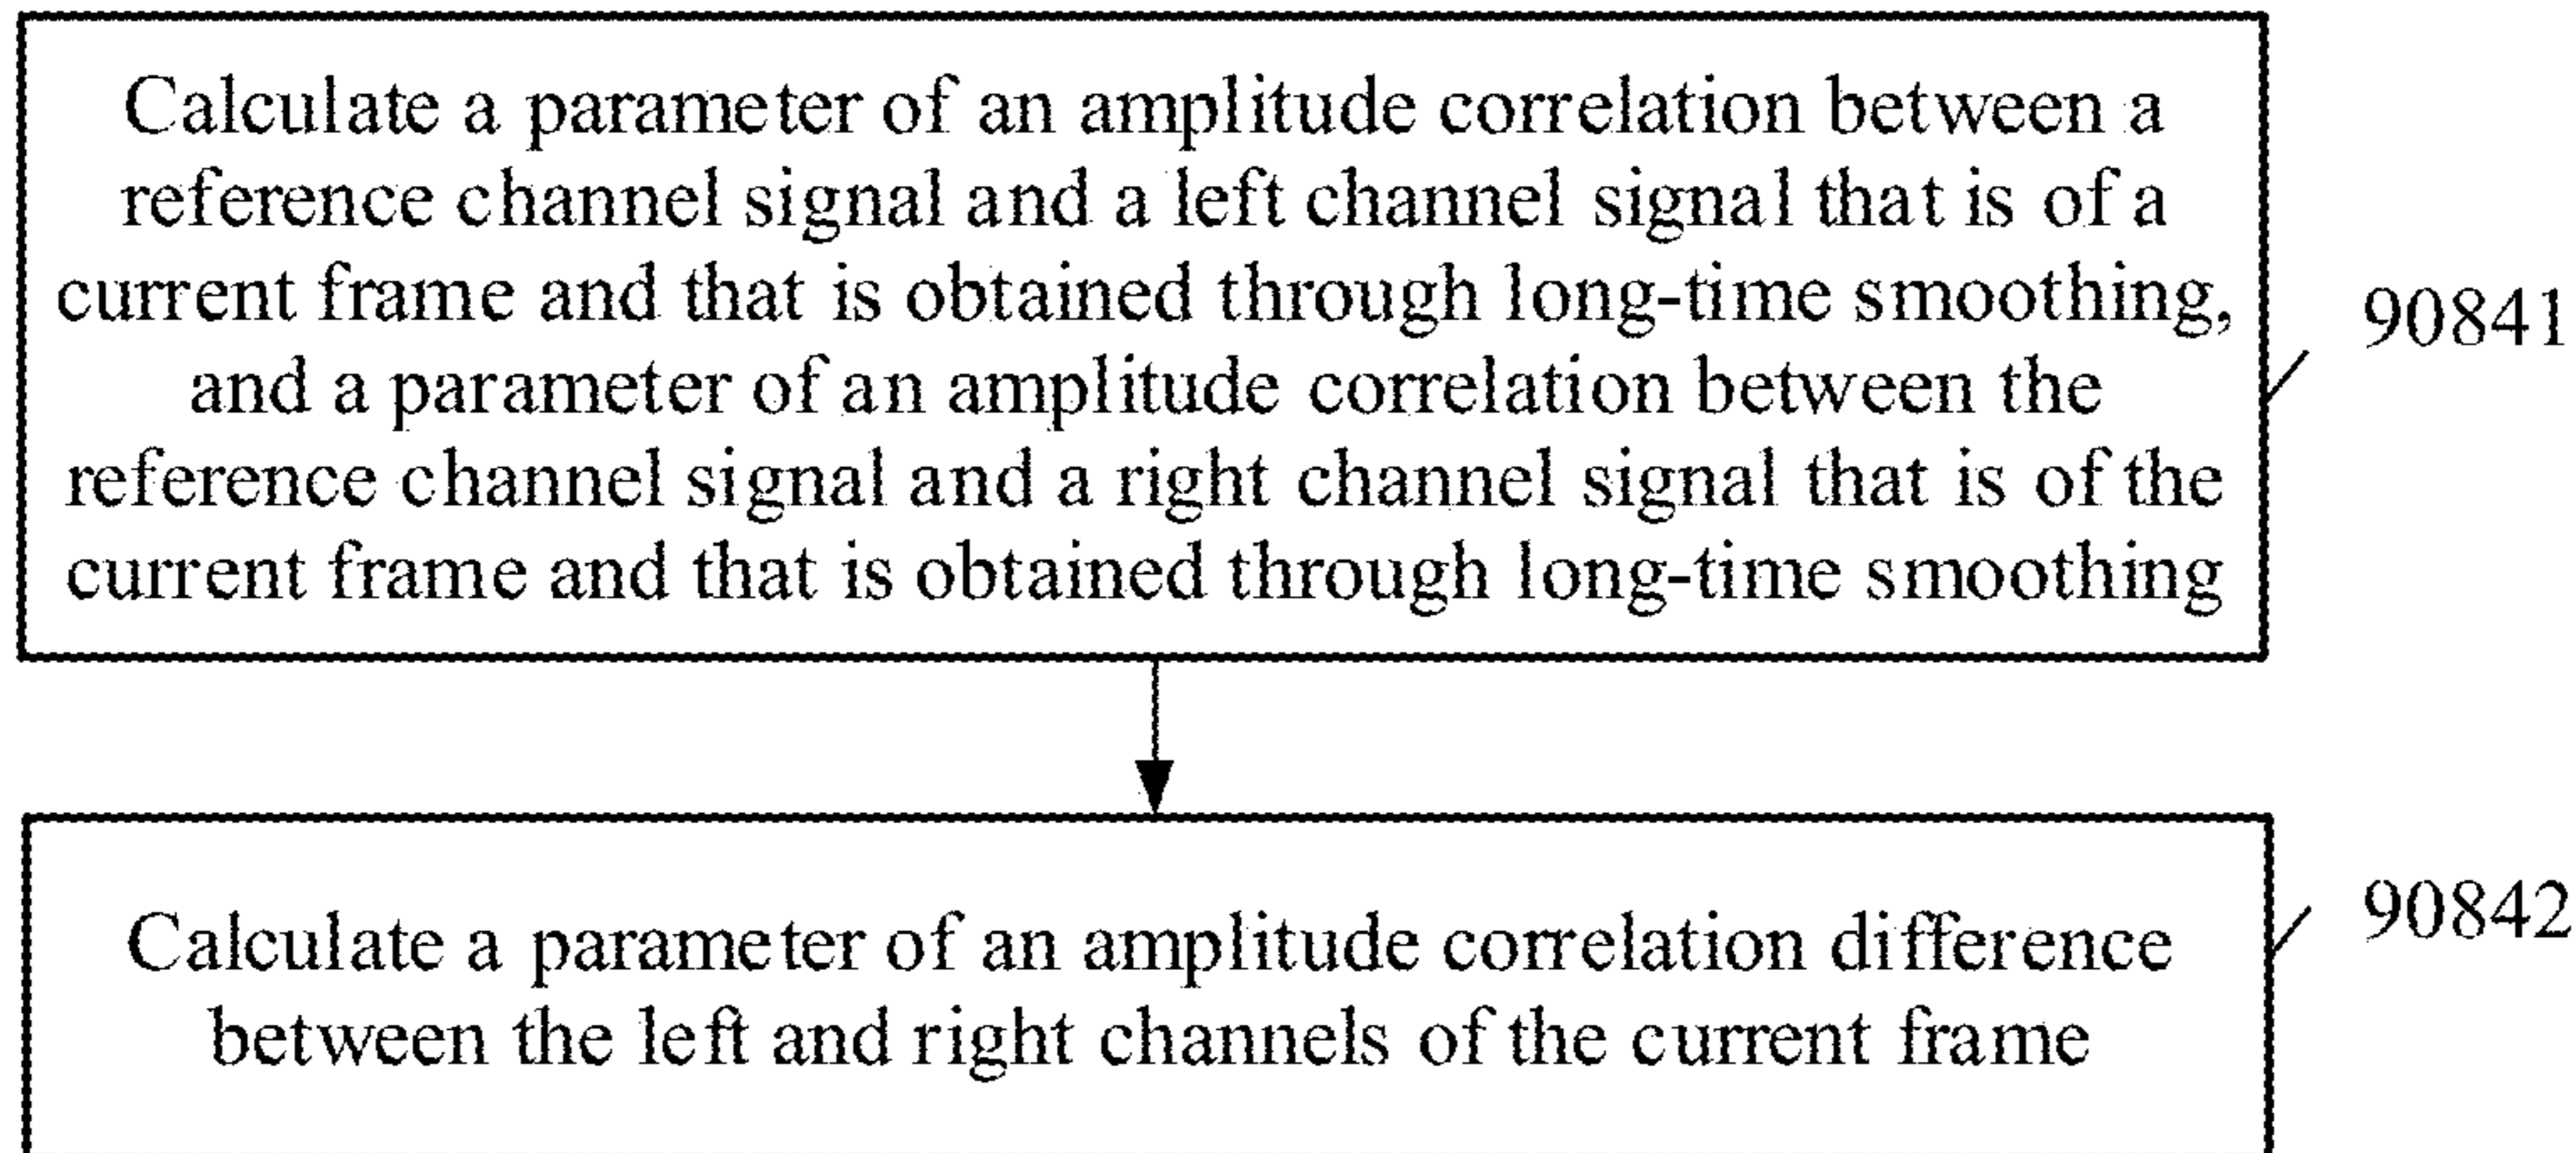 Calculate a parameter of an amplitude correlation between a
reference channel signal and a left channel signal that is of a
current frame and that is obtained through long-time smoothing,
and a parameter of an amplitude correlation between the
reference channel signal and a right channel signal that is of the
current frame and that is obtained through long-time smoothing
90841
Calculate a parameter of an amplitude correlation difference
between the left and right channels of the current frame
90842